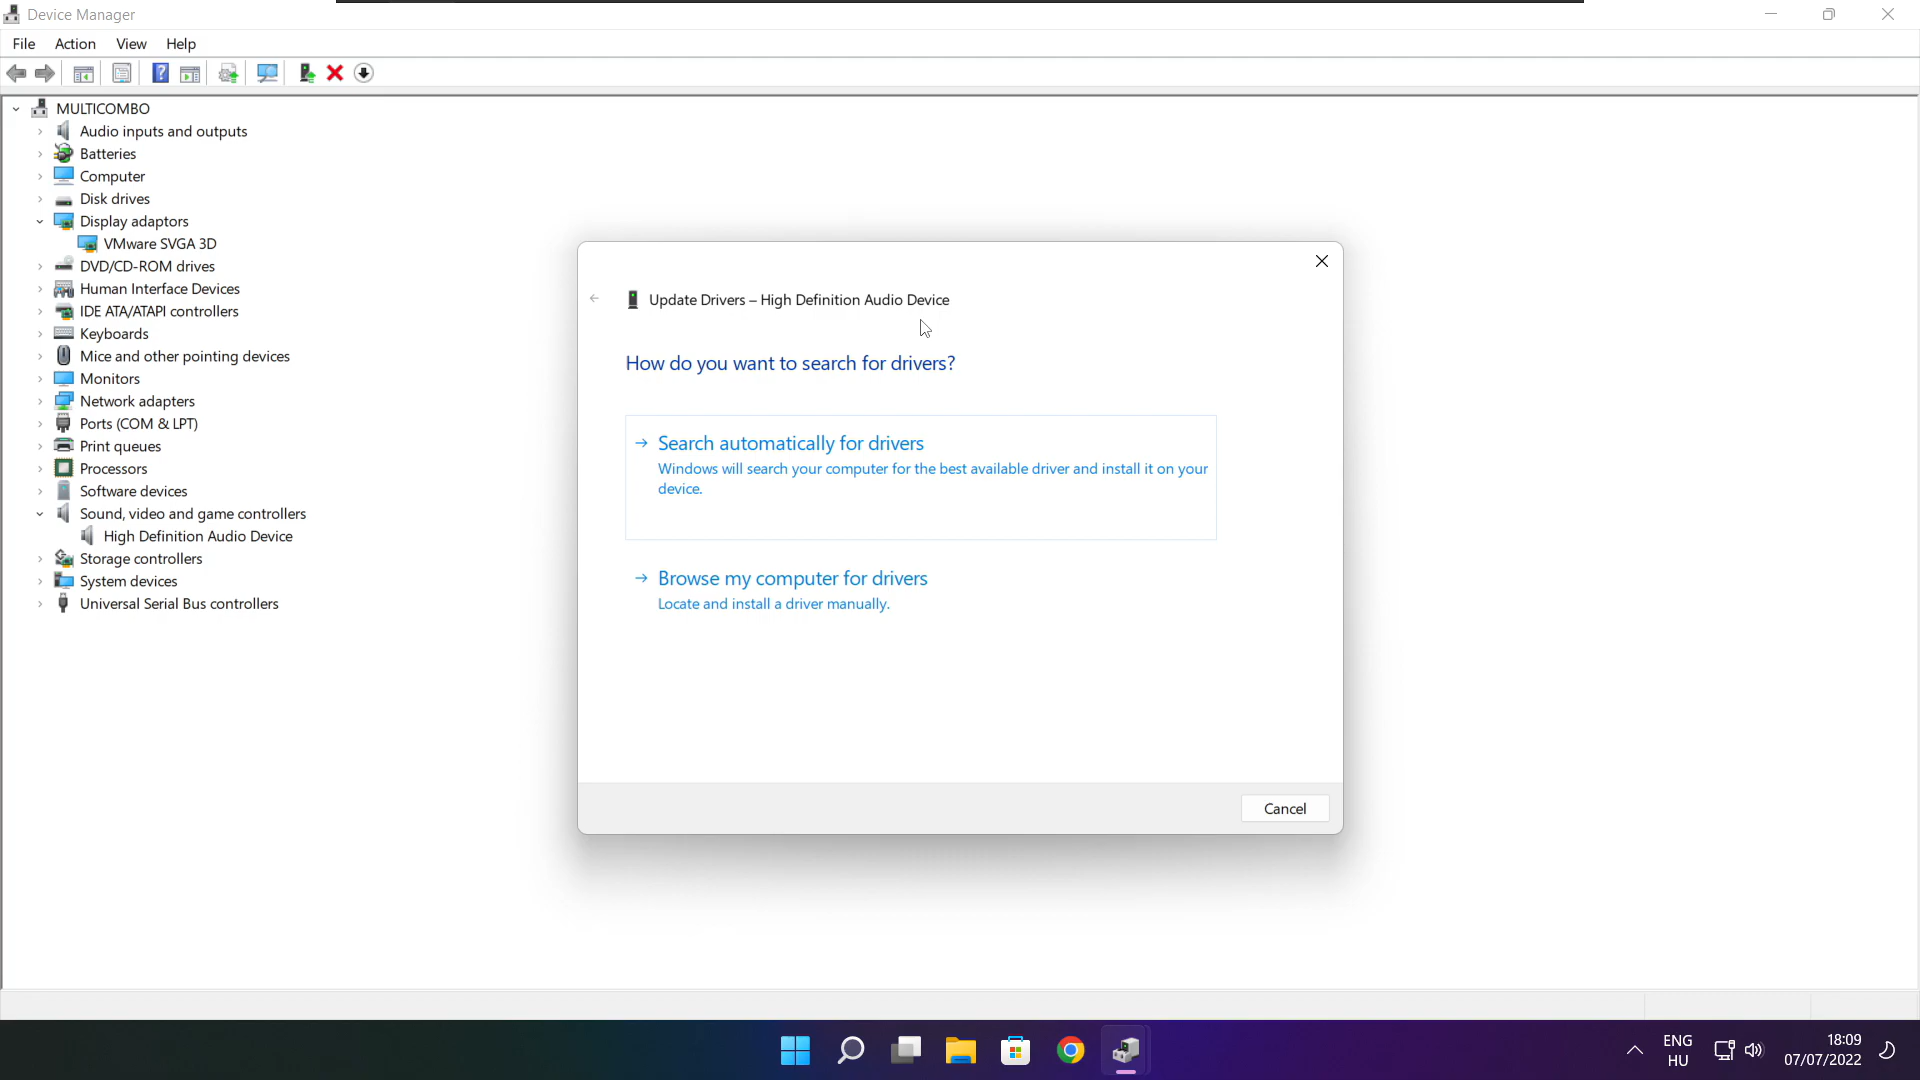 Device Manager
File Action View Help
MULTICOMBO
Audio inputs and outputs
Batteries
Computer
Disk drives
Display adaptors
VMware SVGA 3D
DVD/CD-ROM drives
Human Interface Devices
IDE ATA/ATAPI controllers
Keyboards
Mice and other pointing devices
Monitors
Network adapters
Ports (COM & LPT)
Print queues
Processors
Software devices
Sound, video and game controllers
High Definition Audio Device
Storage controllers
System devices
Universal Serial Bus controllers
Update Drivers – High Definition Audio Device
How do you want to search for drivers?
Search automatically for drivers
Windows will search your computer for the best available driver and install it on your
device.
Browse my computer for drivers
Locate and install a driver manually.
Cancel
ENG
HU
18:09
07/07/2022